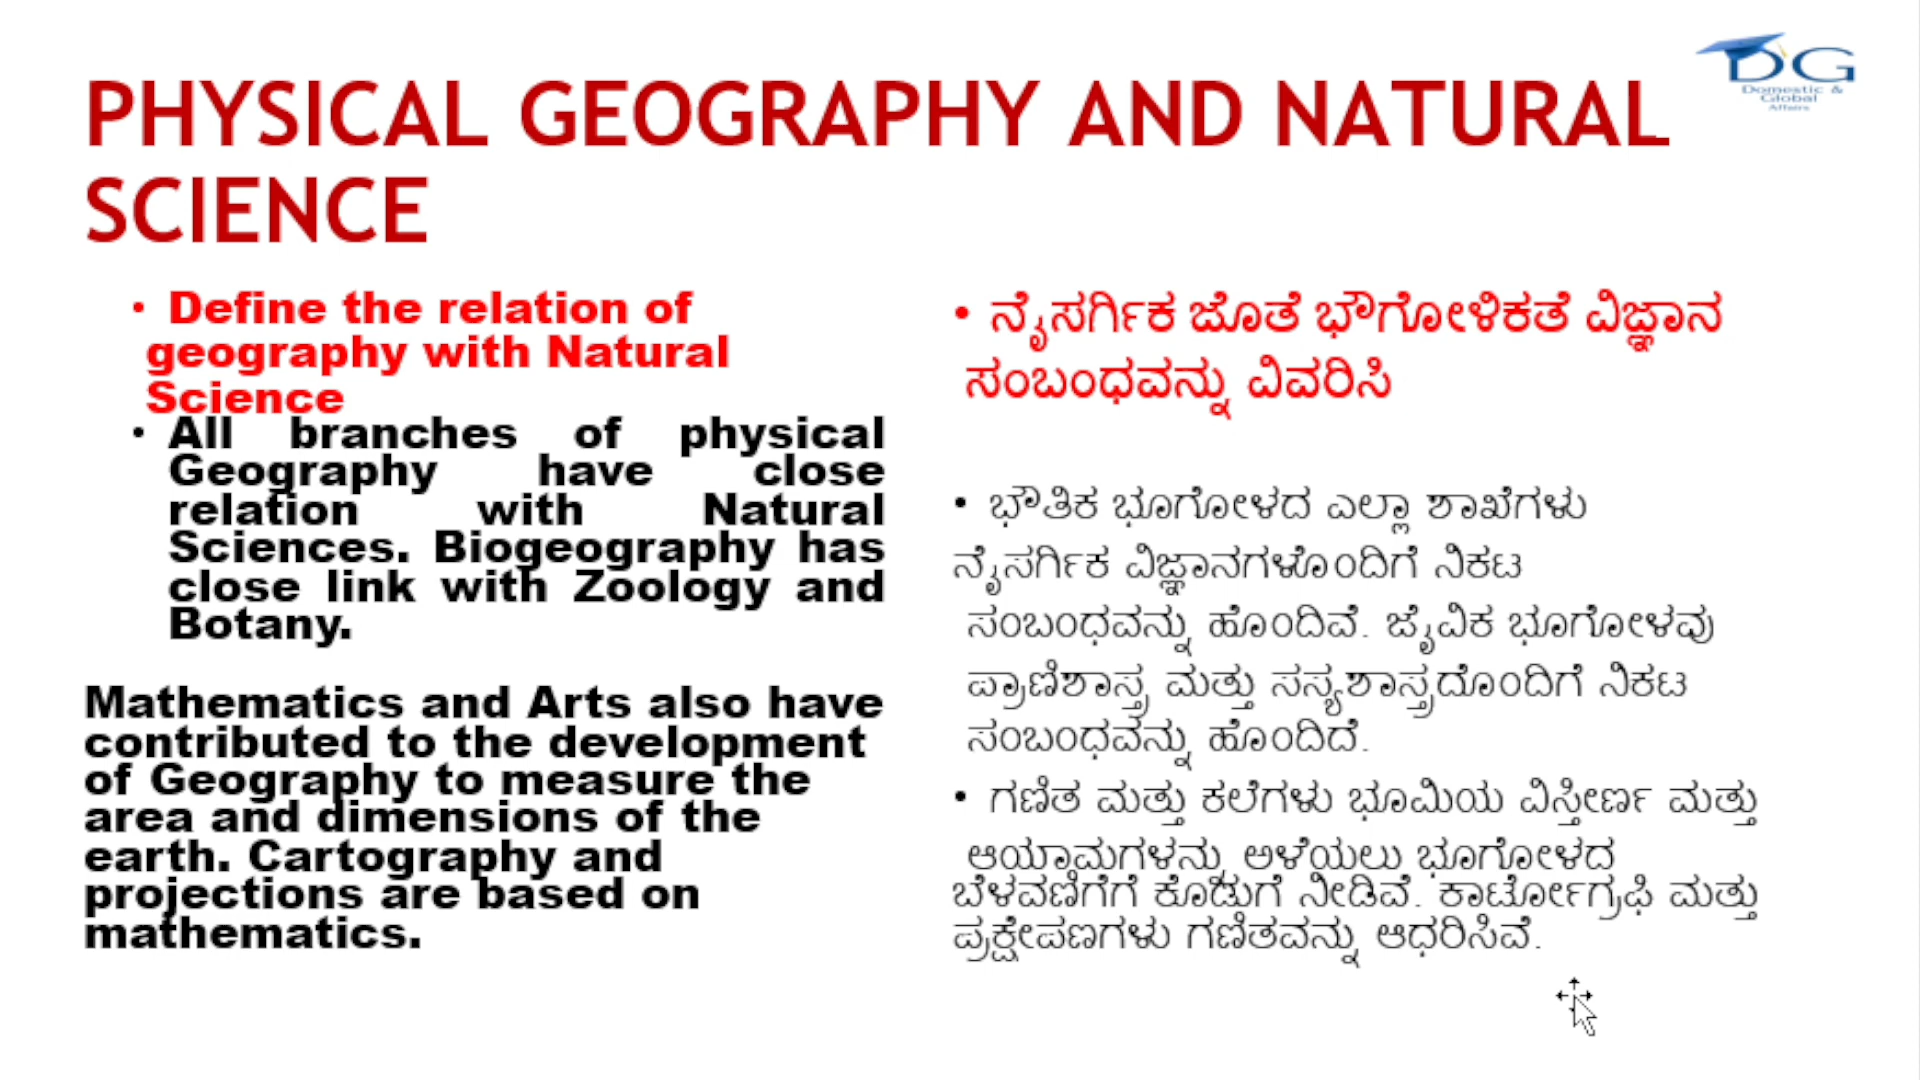 DG
Domestic &
Global
Affairs
PHYSICAL GEOGRAPHY AND NATURAL
SCIENCE
• Define the relation of
geography with Natural
Science
• All branches of physical
Geography have close
relation with Natural
Sciences. Biogeography has
close link with Zoology and
Botany.
Mathematics and Arts also have
contributed to the development
of Geography to measure the
area and dimensions of the
earth. Cartography and
projections are based on
mathematics.
• ನೈಸರ್ಗಿಕ ಜೊತೆ ಭೌಗೋಳಿಕತೆ ವಿಜ್ಞಾನ
ಸಂಬಂಧವನ್ನು ವಿವರಿಸಿ
• ಭೌತಿಕ ಭೂಗೋಳದ ಎಲ್ಲಾ ಶಾಖೆಗಳು
ನೈಸರ್ಗಿಕ ವಿಜ್ಞಾನಗಳೊಂದಿಗೆ ನಿಕಟ
ಸಂಬಂಧವನ್ನು ಹೊಂದಿವೆ. ಜೈವಿಕ ಭೂಗೋಳವು
ಪ್ರಾಣಿಶಾಸ್ತ್ರ ಮತ್ತು ಸಸ್ಯಶಾಸ್ತ್ರದೊಂದಿಗೆ ನಿಕಟ
ಸಂಬಂಧವನ್ನು ಹೊಂದಿದೆ.
• ಗಣಿತ ಮತ್ತು ಕಲೆಗಳು ಭೂಮಿಯ ವಿಸ್ತೀರ್ಣ ಮತ್ತು
ಆಯಾಮಗಳನ್ನು ಅಳೆಯಲು ಭೂಗೋಳದ
ಬೆಳವಣಿಗೆಗೆ ಕೊಡುಗೆ ನೀಡಿವೆ. ಕಾರ್ಟೋಗ್ರಫಿ ಮತ್ತು
ಪ್ರಕ್ಷೇಪಣಗಳು ಗಣಿತವನ್ನು ಆಧರಿಸಿವೆ.